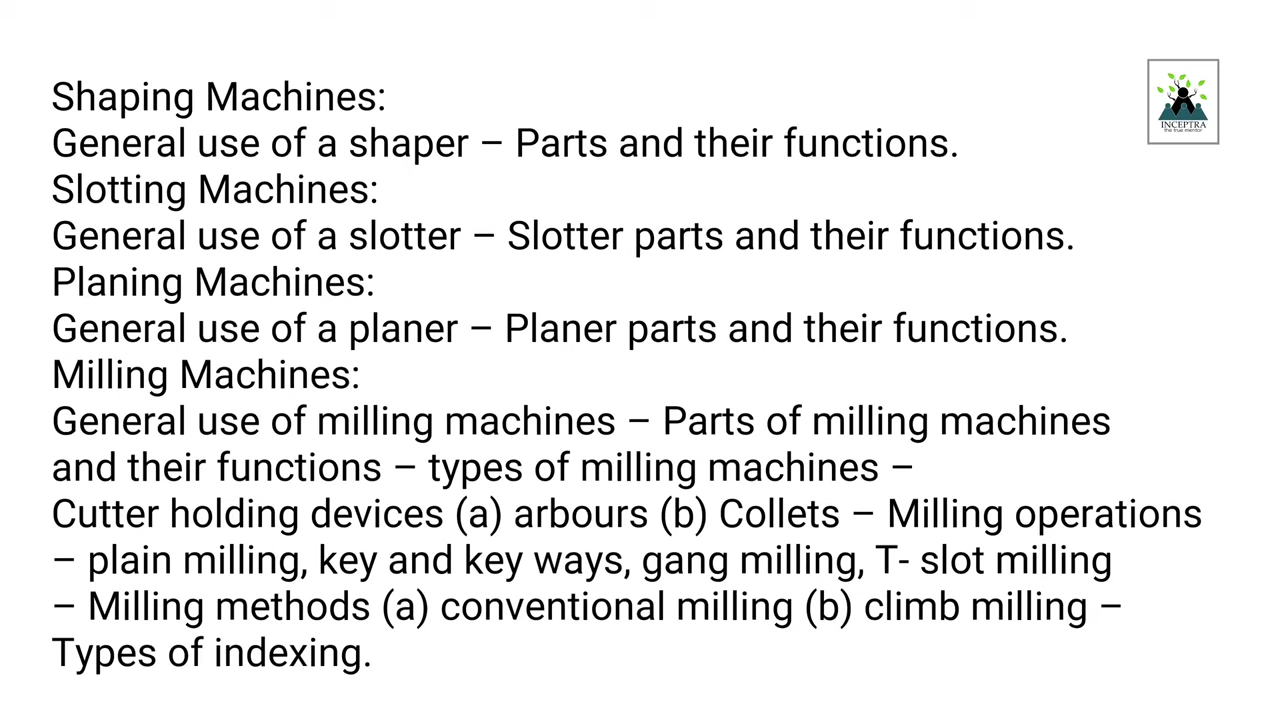 Shaping Machines:
General use of a shaper – Parts and their functions.
Slotting Machines:
General use of a slotter – Slotter parts and their functions.
Planing Machines:
General use of a planer – Planer parts and their functions.
Milling Machines:
General use of milling machines – Parts of milling machines
and their functions – types of milling machines –
Cutter holding devices (a) arbours (b) Collets – Milling operations
– plain milling, key and key ways, gang milling, T- slot milling
– Milling methods (a) conventional milling (b) climb milling –
Types of indexing.
INCEPTRA
the true mentor